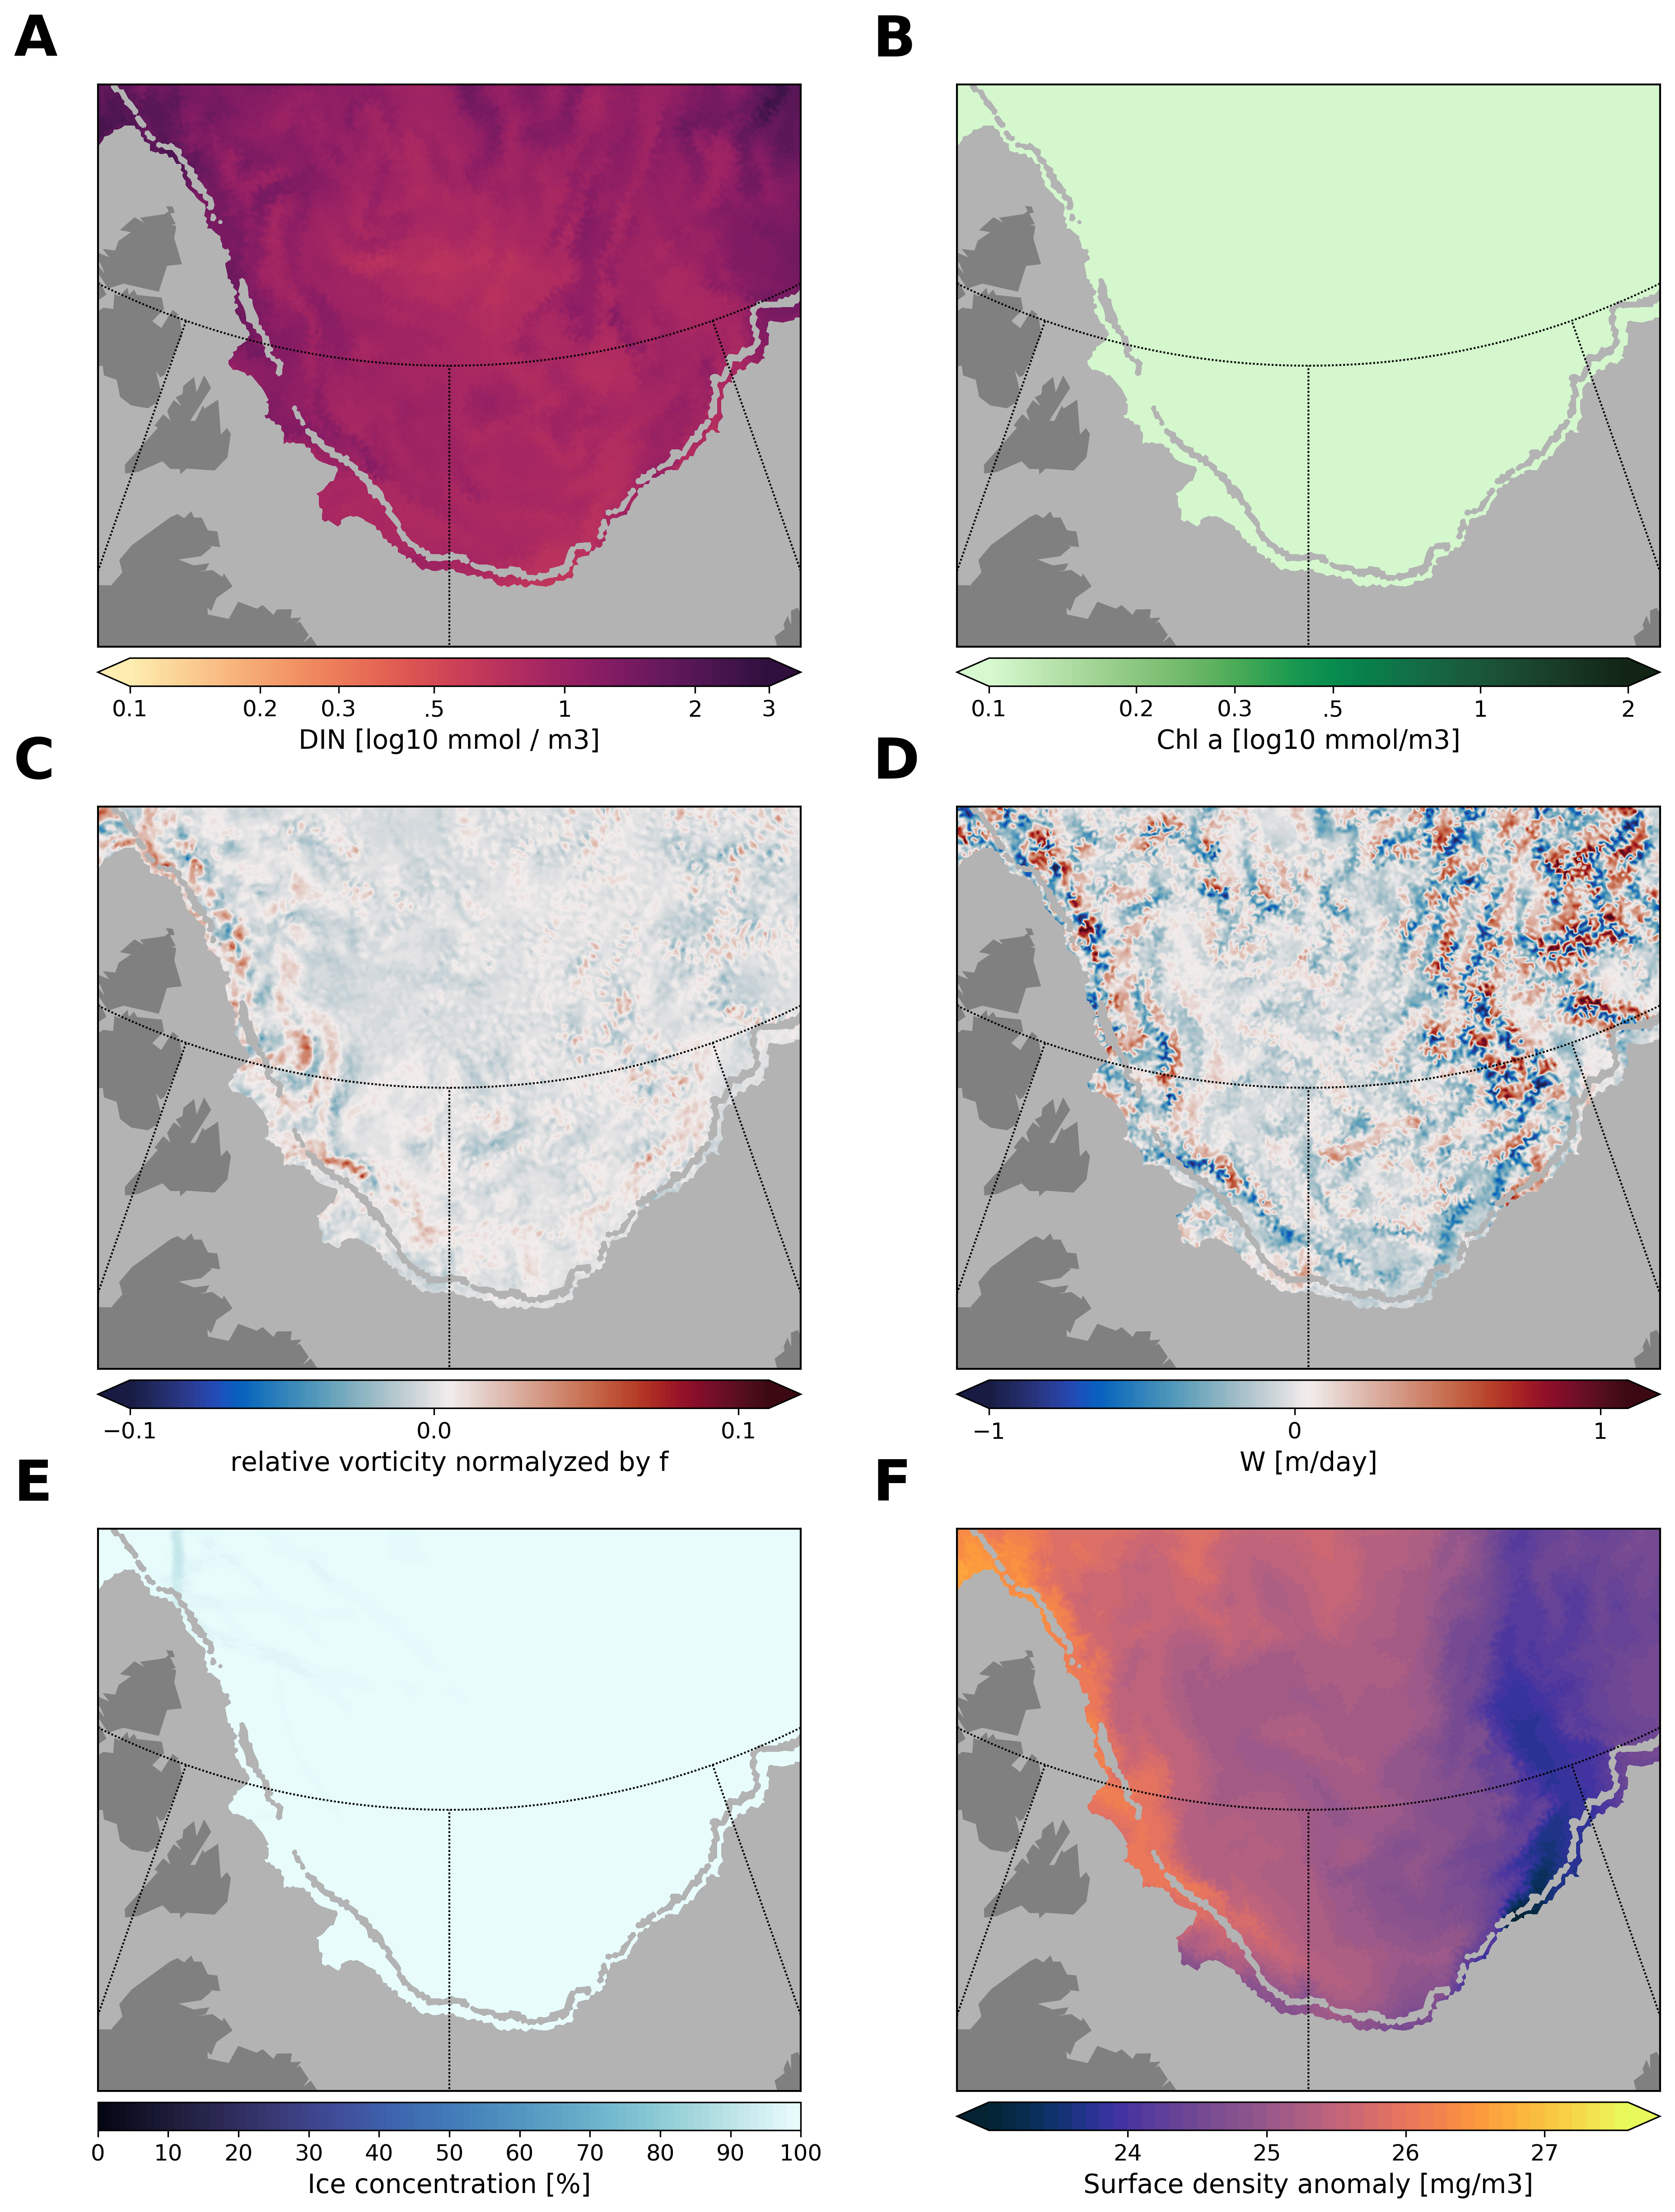 A
B
0.1 0.2 0.3 .5 1 2 3
DIN [log10 mmol / m3]
0.1 0.2 0.3 .5 1 2
Chl a [log10 mmol/m3]
C
D
−0.1 0.0 0.1
relative vorticity normalyzed by f
−1 0 1
W [m/day]
E
F
0 10 20 30 40 50 60 70 80 90 100
Ice concentration [%]
24 25 26 27
Surface density anomaly [mg/m3]